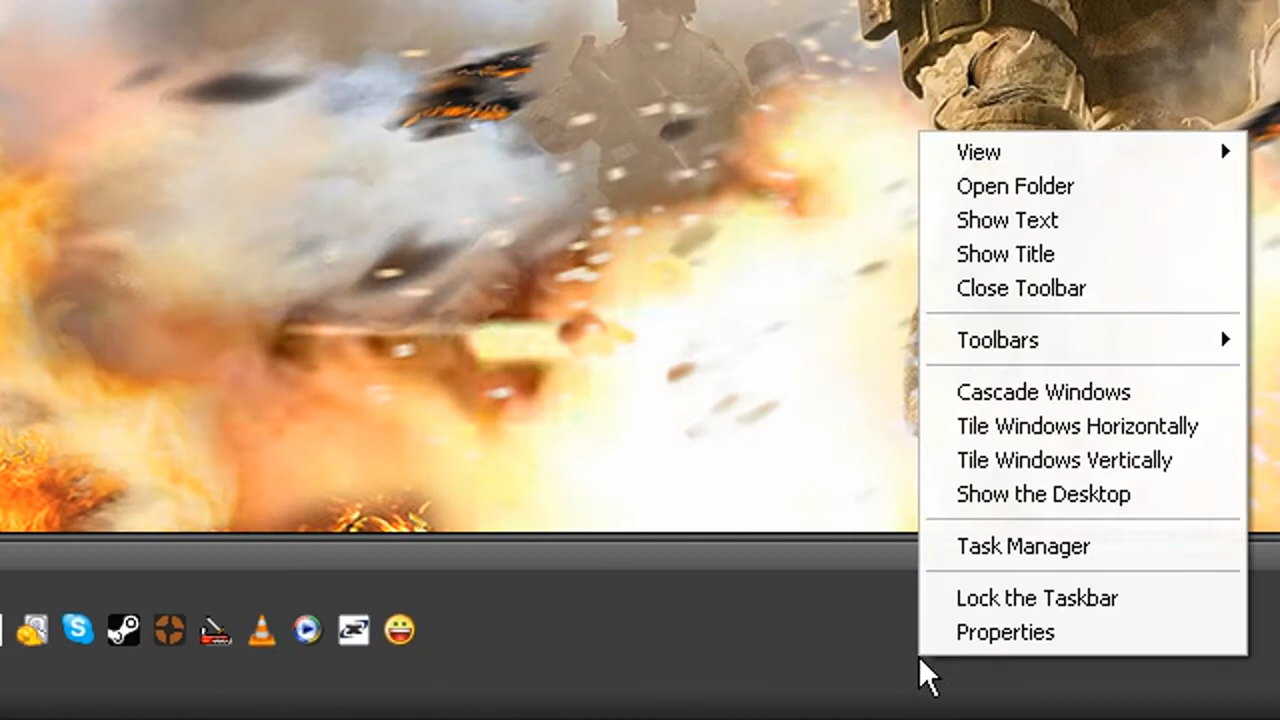 View
Open Folder
Show Text
Show Title
Close Toolbar
Toolbars
Cascade Windows
Tile Windows Horizontally
Tile Windows Vertically
Show the Desktop
Task Manager
Lock the Taskbar
Properties